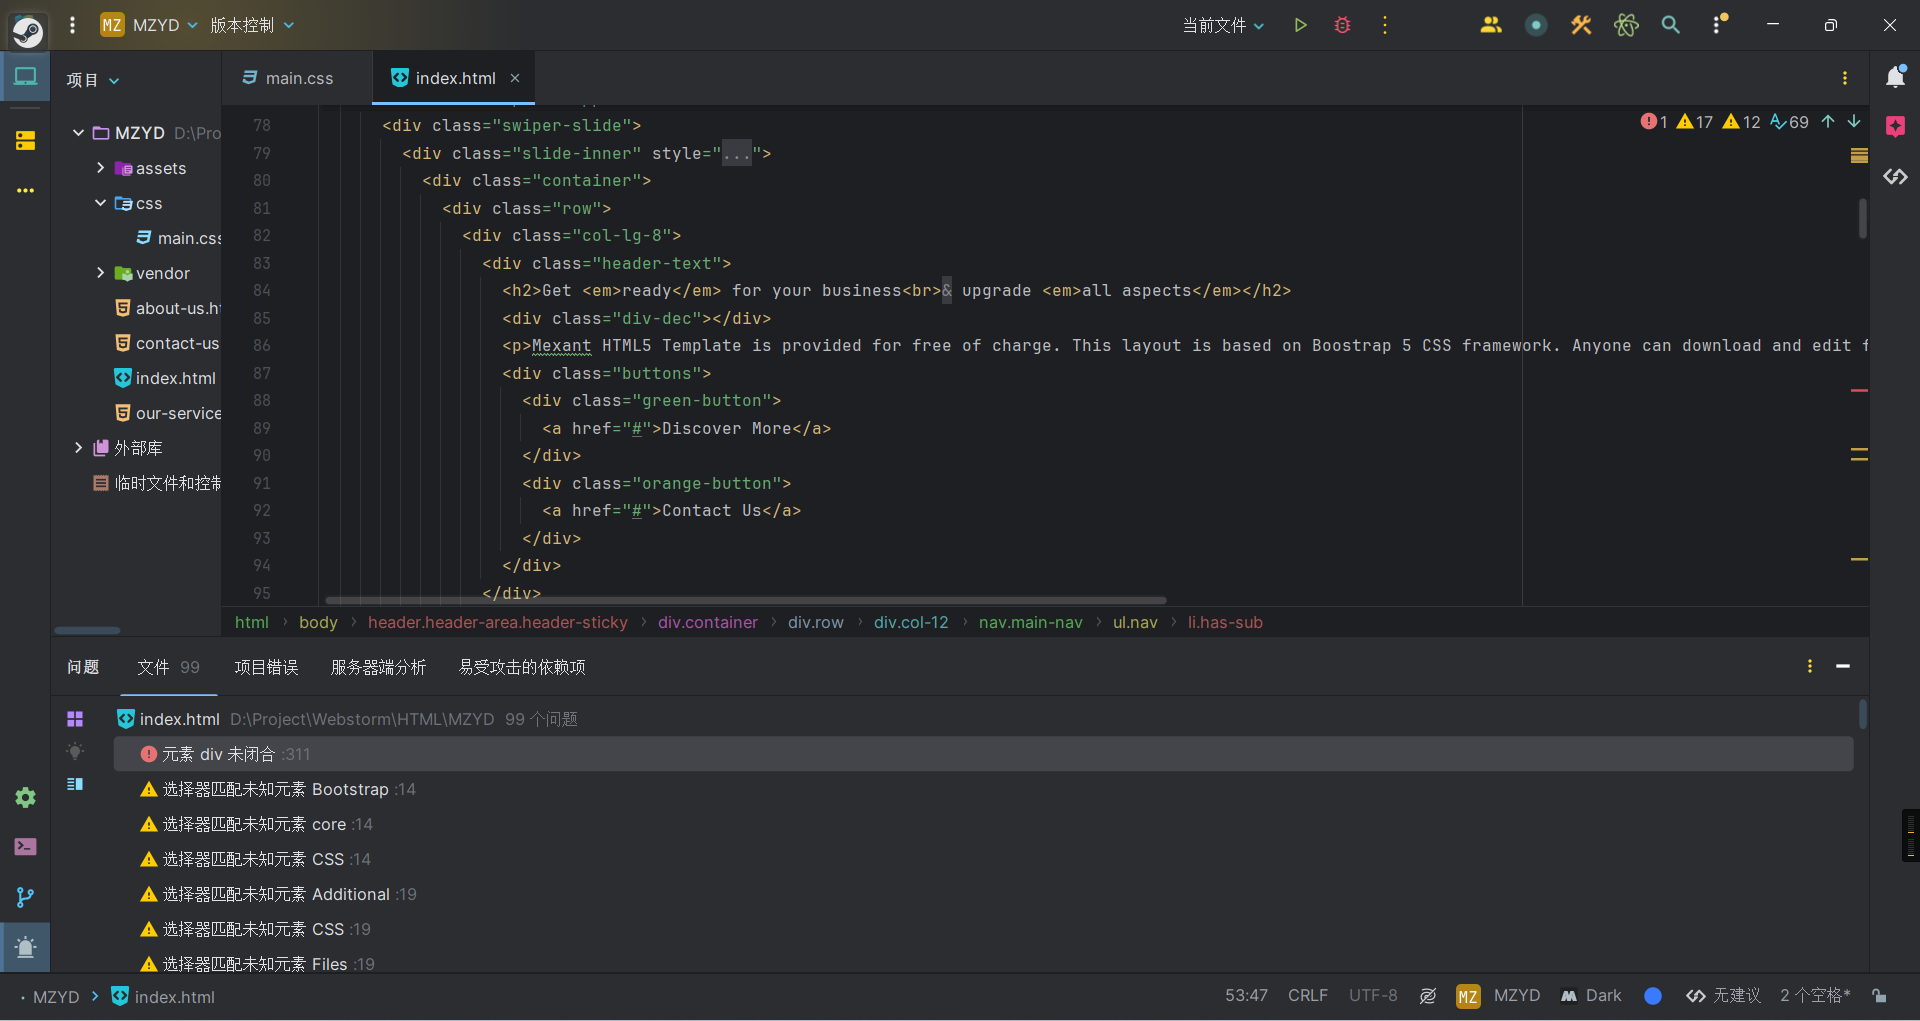 MZ MZYD 版本控制 当前文件
项目 main.css index.html
MZYD D:\Pro
assets
css
main.css
vendor
about-us.ht
contact-us
index.html
our-service
外部库
临时文件和控制
1 17 12 69
78 <div class="swiper-slide">
79 <div class="slide-inner" style="...">
80 <div class="container">
81 <div class="row">
82 <div class="col-lg-8">
83 <div class="header-text">
84 <h2>Get <em>ready</em> for your business<br>& upgrade <em>all aspects</em></h2>
85 <div class="div-dec"></div>
86 <p>Mexant HTML5 Template is provided for free of charge. This layout is based on Boostrap 5 CSS framework. Anyone can download and edit f
87 <div class="buttons">
88 <div class="green-button">
89 <a href="#">Discover More</a>
90 </div>
91 <div class="orange-button">
92 <a href="#">Contact Us</a>
93 </div>
94 </div>
95 </div>
html › body › header.header-area.header-sticky › div.container › div.row › div.col-12 › nav.main-nav › ul.nav › li.has-sub
问题 文件 99 项目错误 服务器端分析 易受攻击的依赖项
index.html D:\Project\Webstorm\HTML\MZYD 99 个问题
元素 div 未闭合 :311
选择器匹配未知元素 Bootstrap :14
选择器匹配未知元素 core :14
选择器匹配未知元素 CSS :14
选择器匹配未知元素 Additional :19
选择器匹配未知元素 CSS :19
选择器匹配未知元素 Files :19
MZYD › index.html 53:47 CRLF UTF-8 MZ MZYD Dark 无建议 2 个空格*